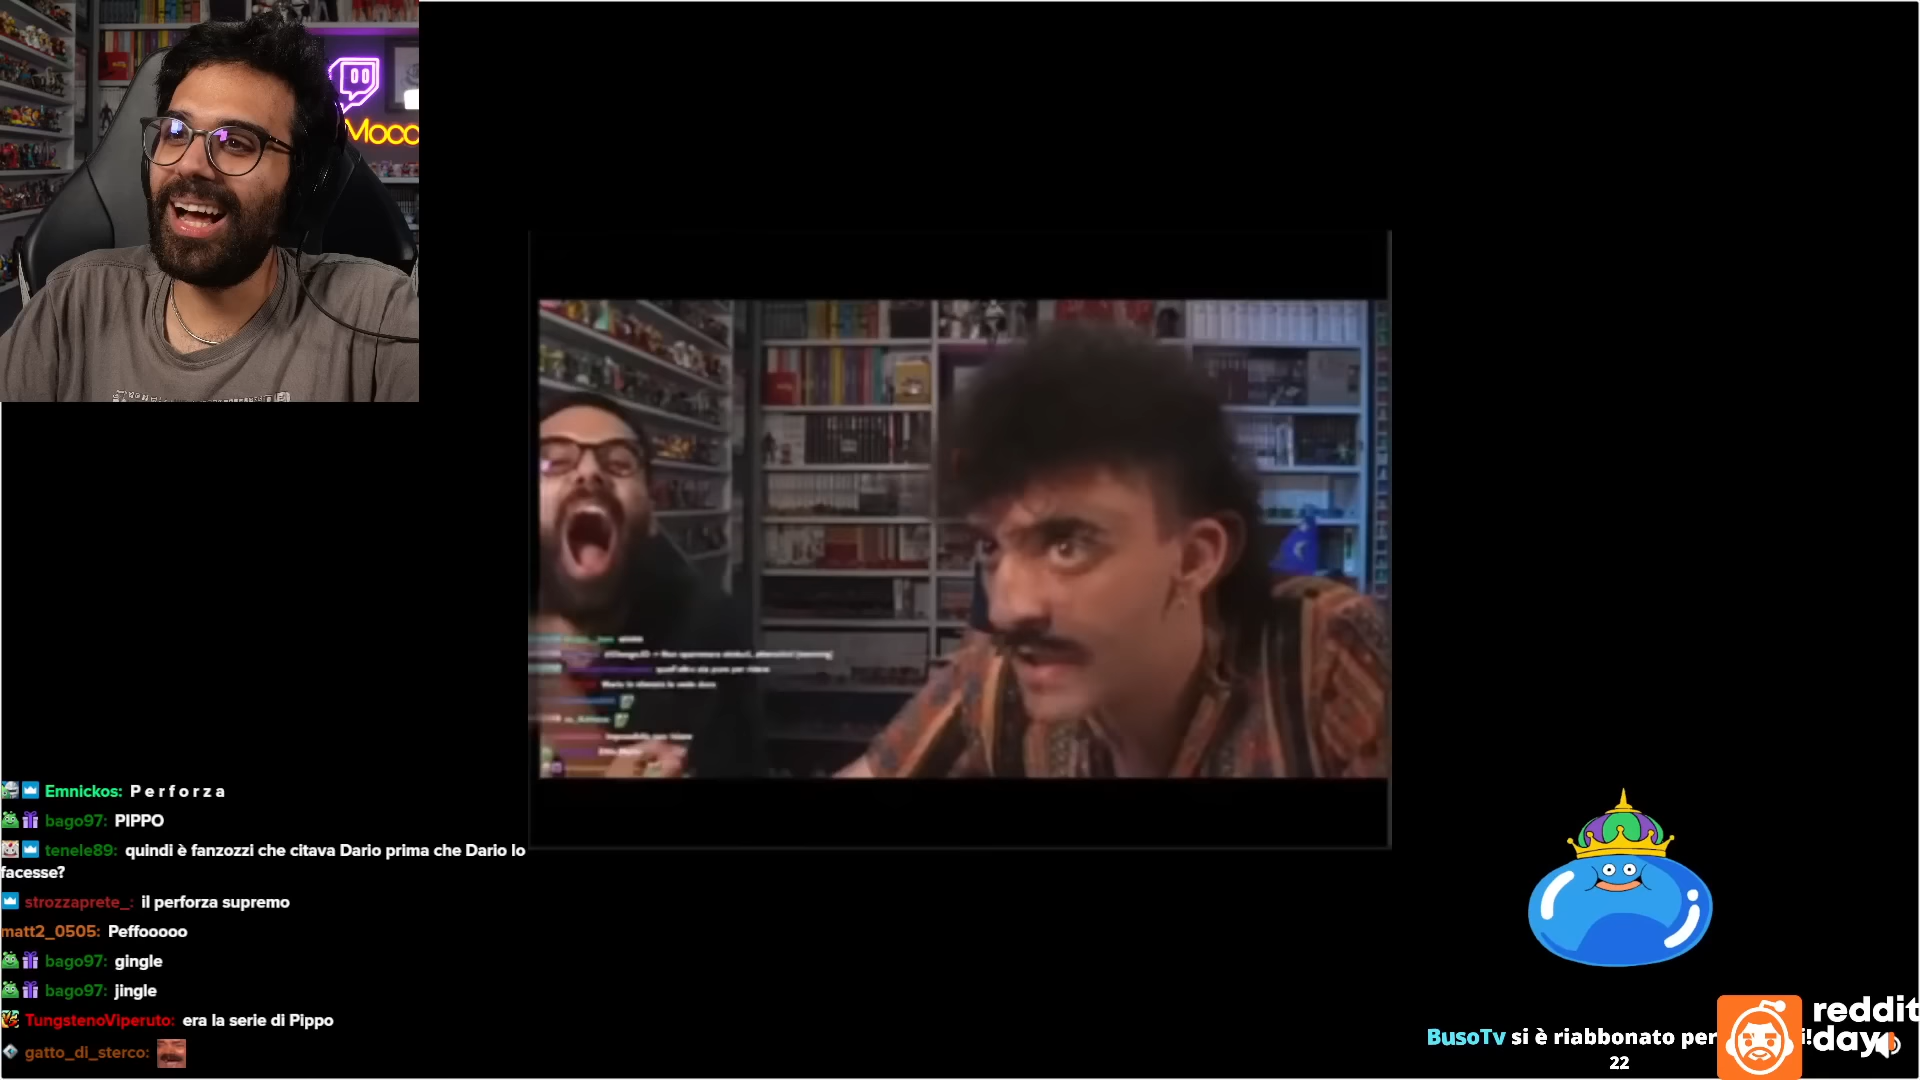 Mooo
Emnickos: P e r f o r z a
bago97: PIPPO
tenele89: quindi è fanzozzi che citava Dario prima che Dario lo
facesse?
strozzaprete_: il perforza supremo
matt2_0505: Peffooooo
bago97: gingle
bago97: jingle
TungstenoViperuto: era la serie di Pippo
gatto_di_sterco:
BusoTv si è riabbonato per
22
reddit
day